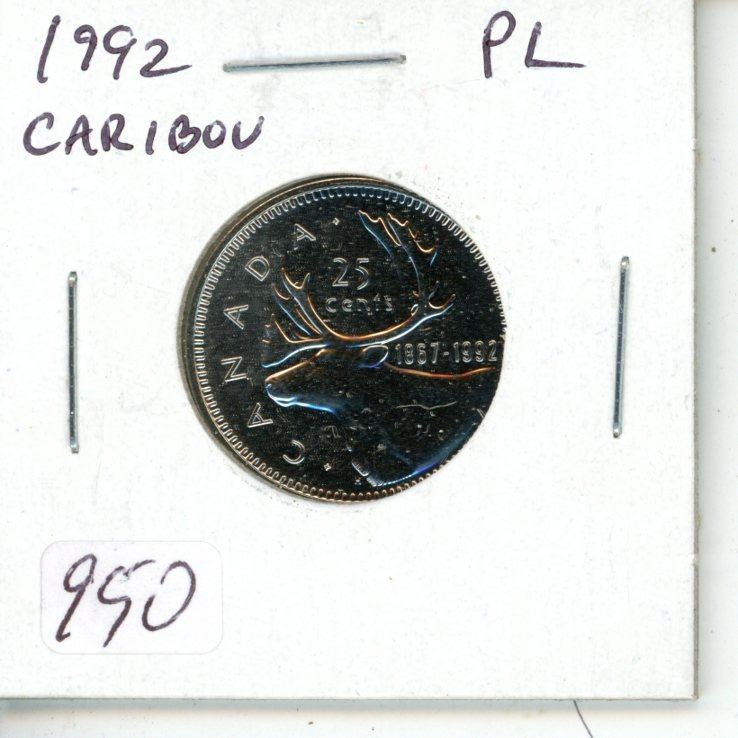 1992 — PL
CARIBOU
25
cents
CANADA
1867-1992
950